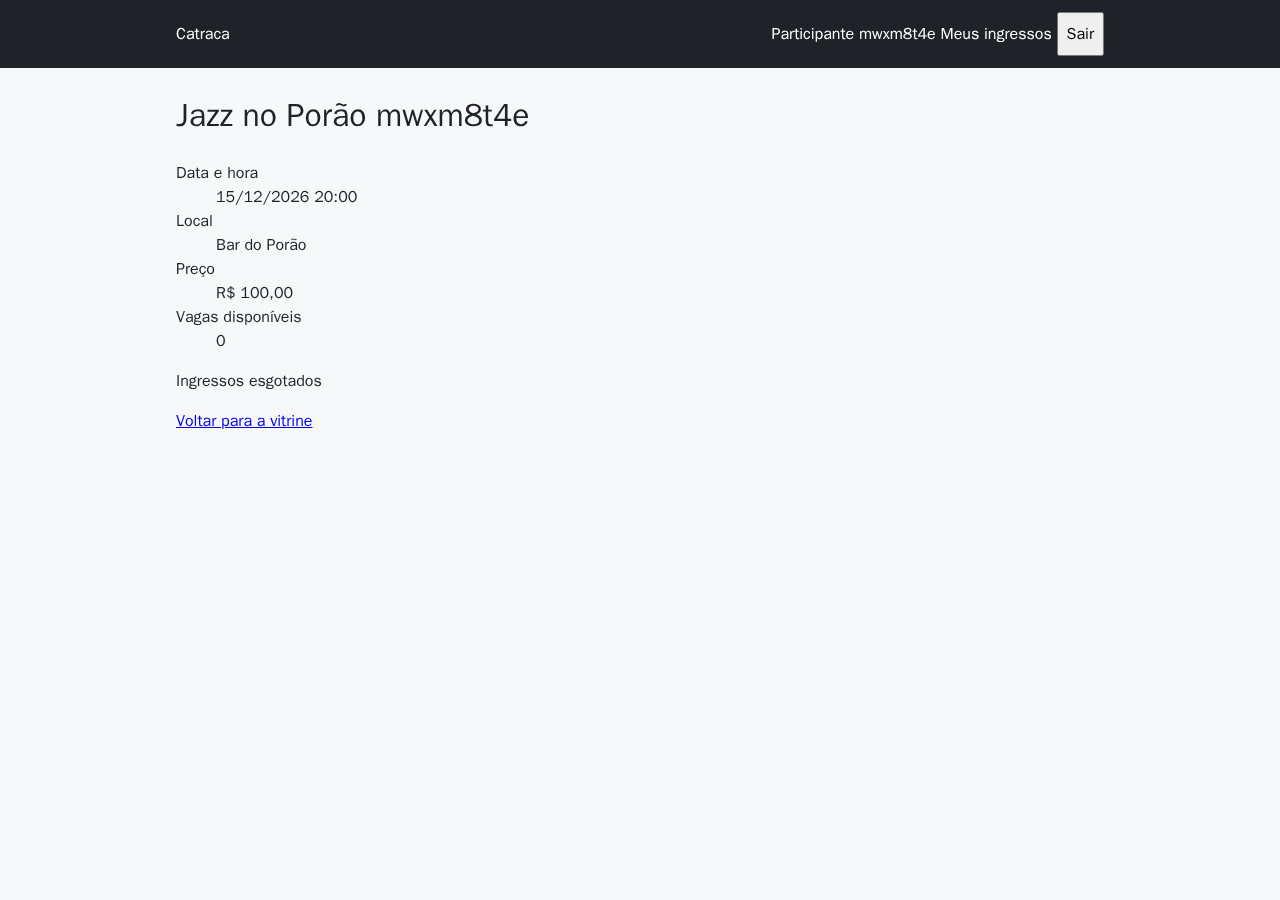 Catraca
Participante mwxm8t4e Meus ingressos Sair
Jazz no Porão mwxm8t4e
Data e hora
15/12/2026 20:00
Local
Bar do Porão
Preço
R$ 100,00
Vagas disponíveis
0
Ingressos esgotados
Voltar para a vitrine